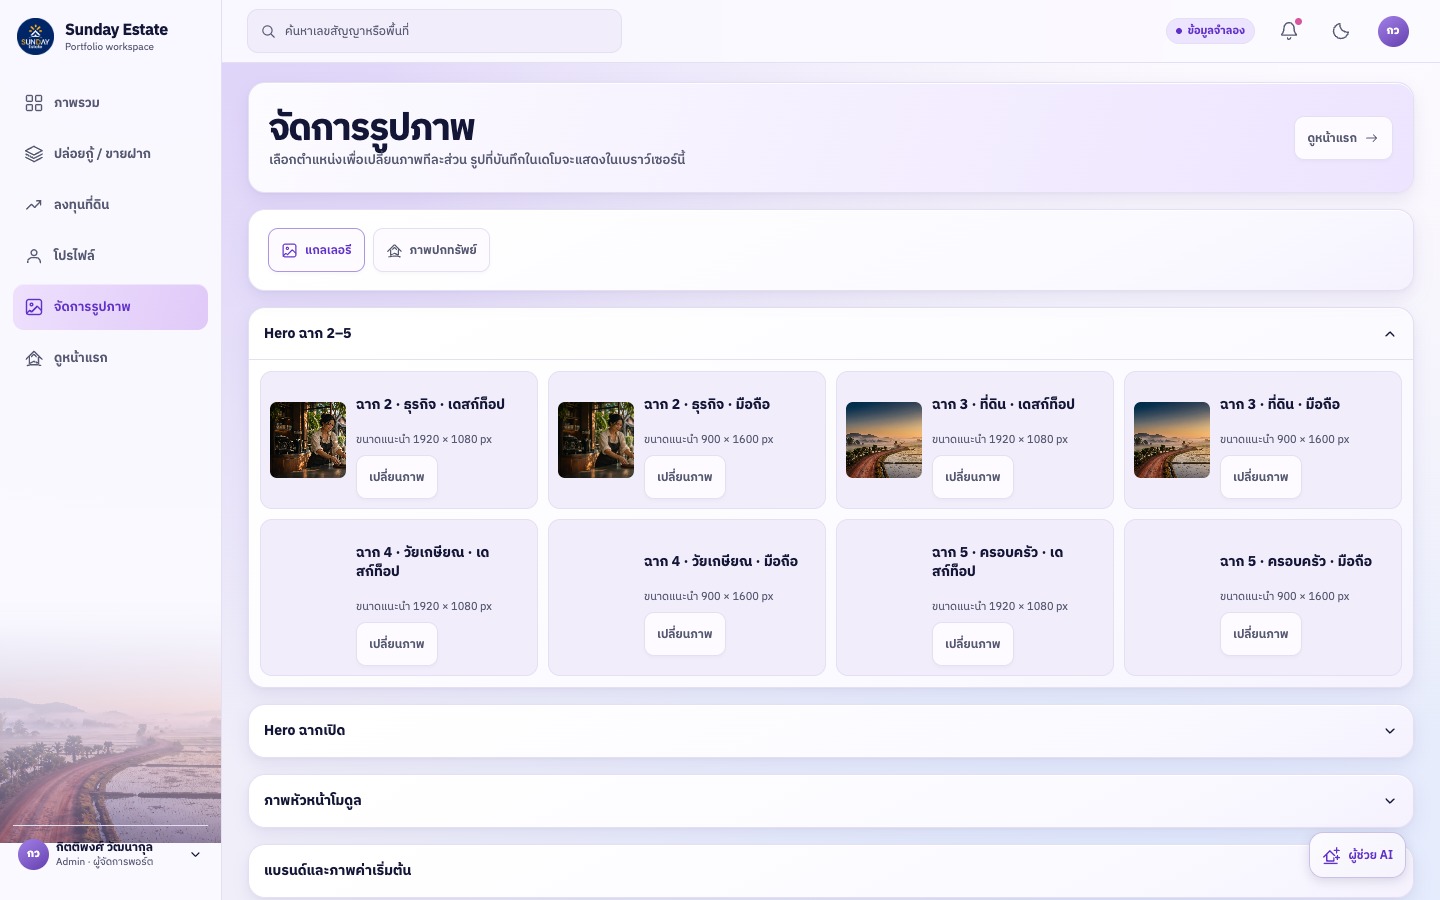 Sunday Estate
Portfolio workspace
ค้นหาเลขสัญญาหรือพื้นที่
ข้อมูลจำลอง
กว
ภาพรวม
ปล่อยกู้ / ขายฝาก
ลงทุนที่ดิน
โปรไฟล์
จัดการรูปภาพ
ดูหน้าแรก
จัดการรูปภาพ
เลือกตำแหน่งเพื่อเปลี่ยนภาพทีละส่วน รูปที่บันทึกในเดโมจะแสดงในเบราว์เซอร์นี้
ดูหน้าแรก
แกลเลอรี
ภาพปกทรัพย์
Hero ฉาก 2–5
ฉาก 2 · ธุรกิจ · เดสก์ท็อป
ขนาดแนะนำ 1920 × 1080 px
เปลี่ยนภาพ
ฉาก 2 · ธุรกิจ · มือถือ
ขนาดแนะนำ 900 × 1600 px
เปลี่ยนภาพ
ฉาก 3 · ที่ดิน · เดสก์ท็อป
ขนาดแนะนำ 1920 × 1080 px
เปลี่ยนภาพ
ฉาก 3 · ที่ดิน · มือถือ
ขนาดแนะนำ 900 × 1600 px
เปลี่ยนภาพ
ฉาก 4 · วัยเกษียณ · เด
สก์ท็อป
ขนาดแนะนำ 1920 × 1080 px
เปลี่ยนภาพ
ฉาก 4 · วัยเกษียณ · มือถือ
ขนาดแนะนำ 900 × 1600 px
เปลี่ยนภาพ
ฉาก 5 · ครอบครัว · เด
สก์ท็อป
ขนาดแนะนำ 1920 × 1080 px
เปลี่ยนภาพ
ฉาก 5 · ครอบครัว · มือถือ
ขนาดแนะนำ 900 × 1600 px
เปลี่ยนภาพ
Hero ฉากเปิด
ภาพหัวหน้าโมดูล
แบรนด์และภาพค่าเริ่มต้น
กว
กิตติพงศ์ วัฒนากุล
Admin · ผู้จัดการพอร์ต
ผู้ช่วย AI